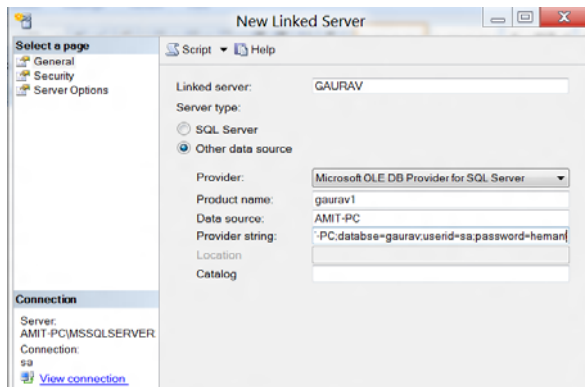 New Linked Server
Select a page
General
Security
Server Options
Script Help
Linked server: GAURAV
Server type:
SQL Server
Other data source
Provider: Microsoft OLE DB Provider for SQL Server
Product name: gaurav1
Data source: AMIT-PC
Provider string: '-PC;databse=gaurav;userid=sa;password=heman
Location
Catalog
Connection
Server:
AMIT-PC\MSSQLSERVER
Connection:
sa
View connection